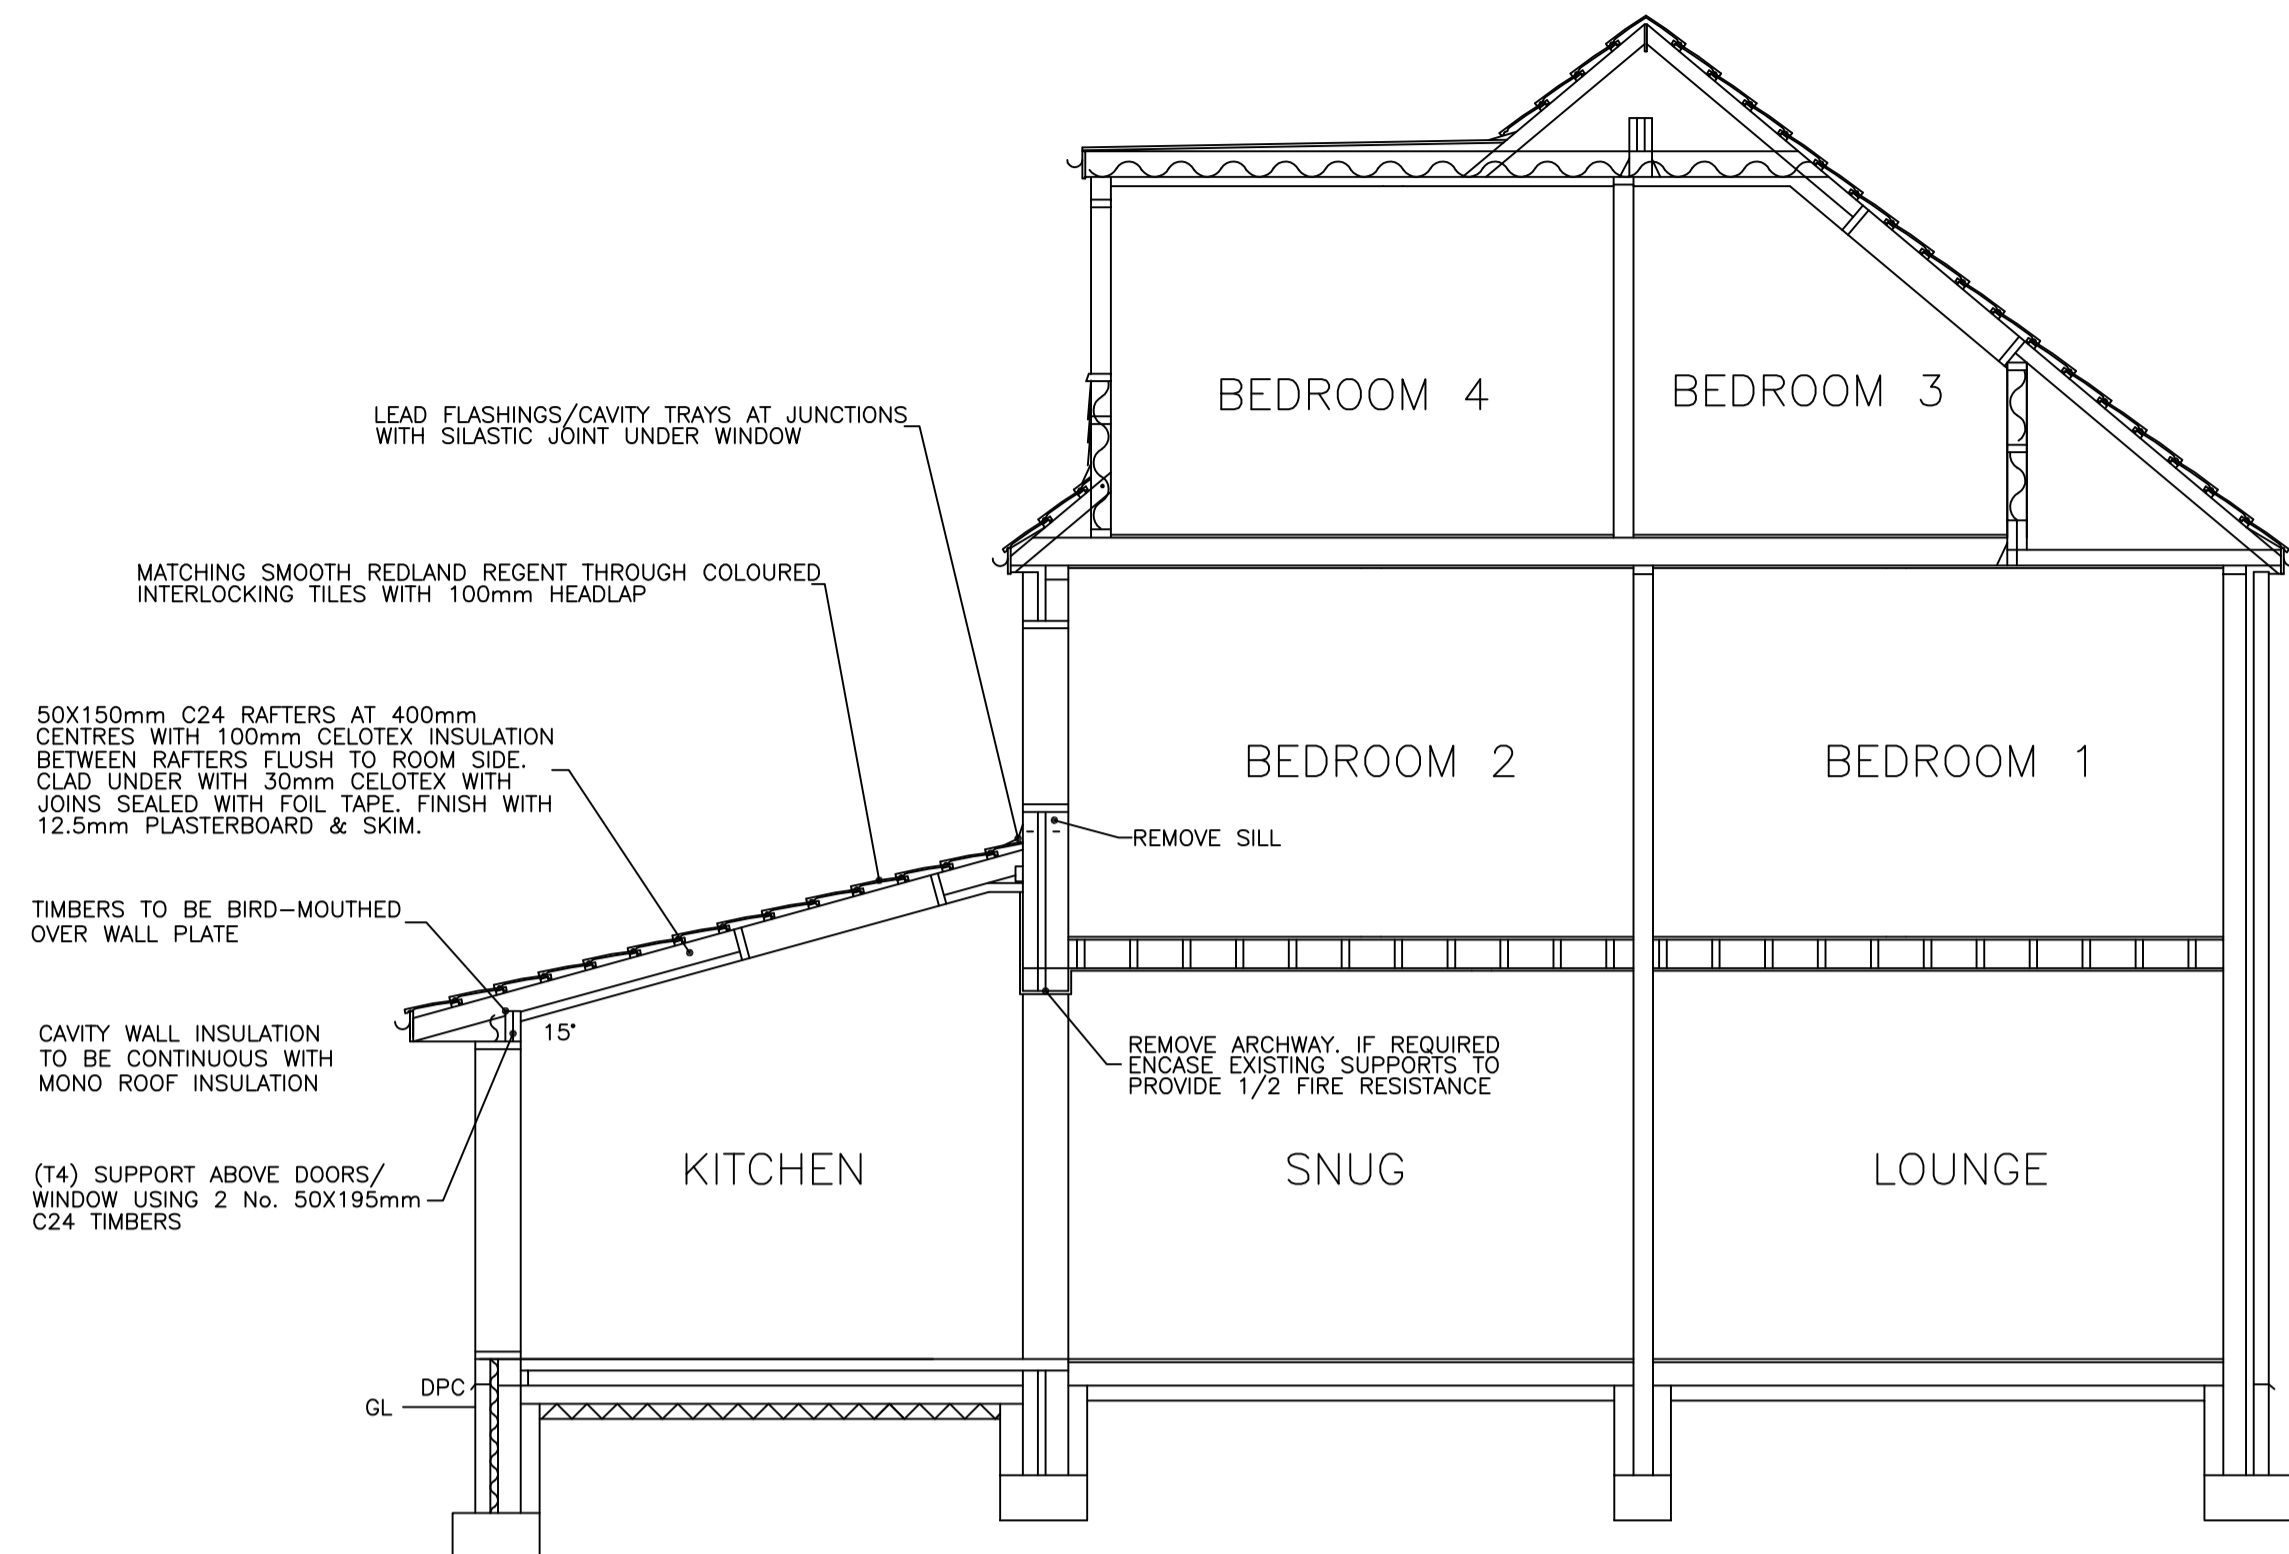 BEDROOM 4
BEDROOM 3
LEAD FLASHINGS/CAVITY TRAYS AT JUNCTIONS
WITH SILASTIC JOINT UNDER WINDOW
MATCHING SMOOTH REDLAND REGENT THROUGH COLOURED
INTERLOCKING TILES WITH 100mm HEADLAP
50X150mm C24 RAFTERS AT 400mm
CENTRES WITH 100mm CELOTEX INSULATION
BETWEEN RAFTERS FLUSH TO ROOM SIDE.
CLAD UNDER WITH 30mm CELOTEX WITH
JOINS SEALED WITH FOIL TAPE. FINISH WITH
12.5mm PLASTERBOARD & SKIM.
BEDROOM 2
BEDROOM 1
REMOVE SILL
TIMBERS TO BE BIRD-MOUTHED
OVER WALL PLATE
CAVITY WALL INSULATION
TO BE CONTINUOUS WITH
MONO ROOF INSULATION
15°
REMOVE ARCHWAY. IF REQUIRED
ENCASE EXISTING SUPPORTS TO
PROVIDE 1/2 FIRE RESISTANCE
(T4) SUPPORT ABOVE DOORS/
WINDOW USING 2 No. 50X195mm
C24 TIMBERS
KITCHEN
SNUG
LOUNGE
DPC
GL